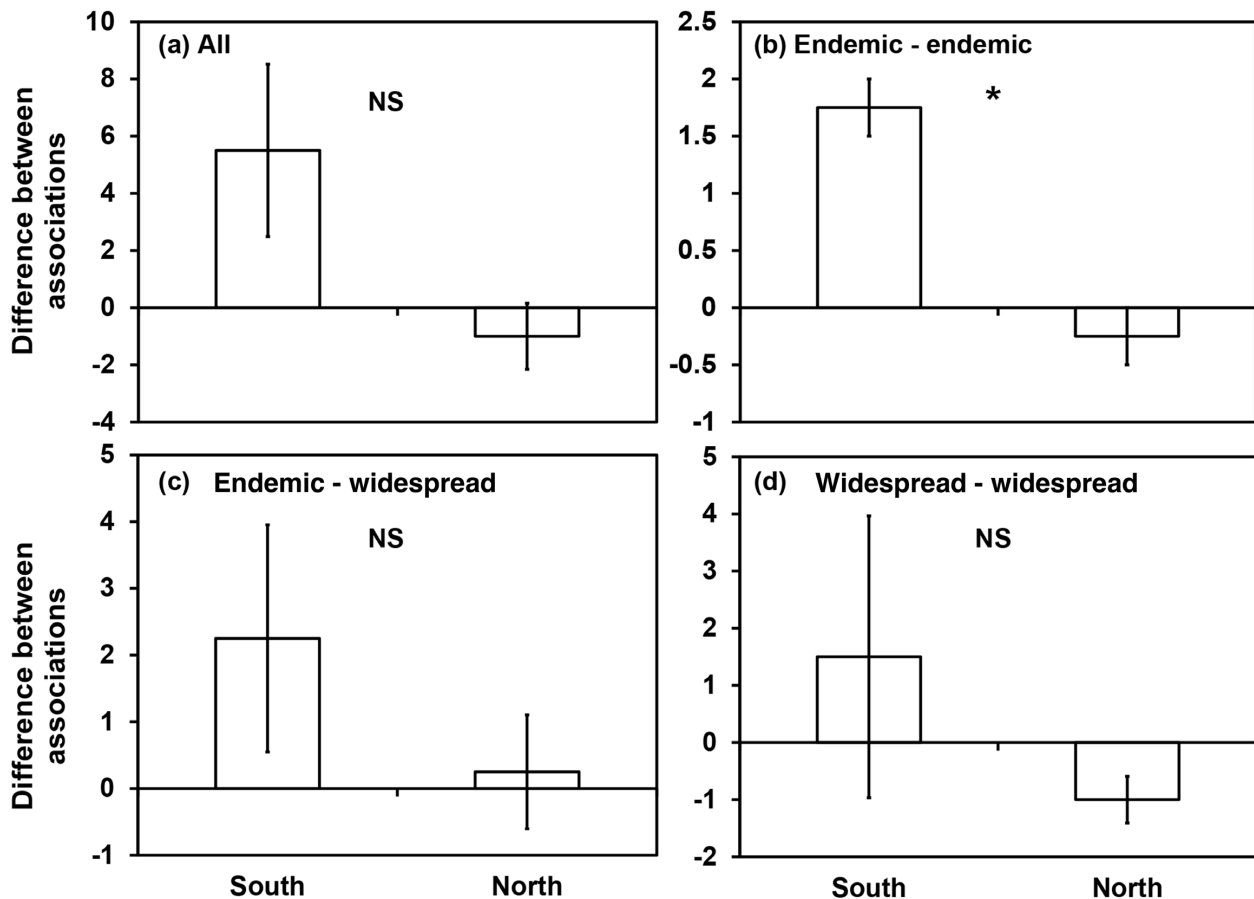 Difference between
associations
10
8
6
4
2
0
-2
-4
(a) All
NS
2.5
2
1.5
1
0.5
0
-0.5
-1
(b) Endemic - endemic
*
Difference between
associations
5
4
3
2
1
0
-1
(c) Endemic - widespread
NS
South North
5
4
3
2
1
0
-1
-2
(d) Widespread - widespread
NS
South North